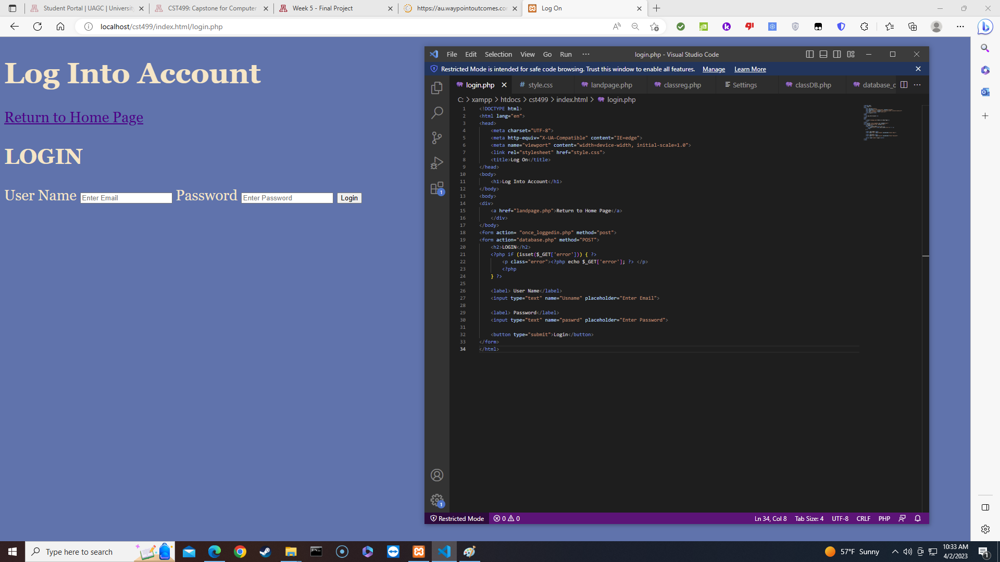 Student Portal | UAGC | University
CST499: Capstone for Computer
Week 5 - Final Project
https://au.waypointoutcomes.com
Log On
localhost/cst499/index.html/login.php
Log Into Account
Return to Home Page
LOGIN
User Name Enter Email Password Enter Password Login
File Edit Selection View Go Run ··· login.php - Visual Studio Code
Restricted Mode is intended for safe code browsing. Trust this window to enable all features. Manage Learn More
login.php # style.css landpage.php classreg.php Settings classDB.php database_c ···
C: > xampp > htdocs > cst499 > index.html > login.php
1 <!DOCTYPE html>
2 <html lang="en">
3 <head>
4 <meta charset="UTF-8">
5 <meta http-equiv="X-UA-Compatible" content="IE=edge">
6 <meta name="viewport" content="width=device-width, initial-scale=1.0">
7 <link rel="stylesheet" href="style.css">
8 <title>Log On</title>
9 </head>
10 <body>
11 <h1>Log Into Account</h1>
12 </body>
13 <body>
14 <div>
15 <a href="landpage.php">Return to Home Page</a>
16 </div>
17 </body>
18 <form action= "once_loggedin.php" method="post">
19 <form action="database.php" method="POST">
20 <h2>LOGIN</h2>
21 <?php if (isset($_GET['error'])) { ?>
22 <p class="error"><?php echo $_GET['error']; ?> </p>
23 <?php
24 } ?>
25
26 <label> User Name</label>
27 <input type="text" name="Usname" placeholder="Enter Email">
28
29 <label> Password</label>
30 <input type="text" name="paswrd" placeholder="Enter Password">
31
32 <button type="submit">Login</button>
33 </form>
34 </html>
1
1
Restricted Mode 0 0 Ln 34, Col 8 Tab Size: 4 UTF-8 CRLF PHP
Type here to search
57°F Sunny
10:33 AM
4/2/2023
1